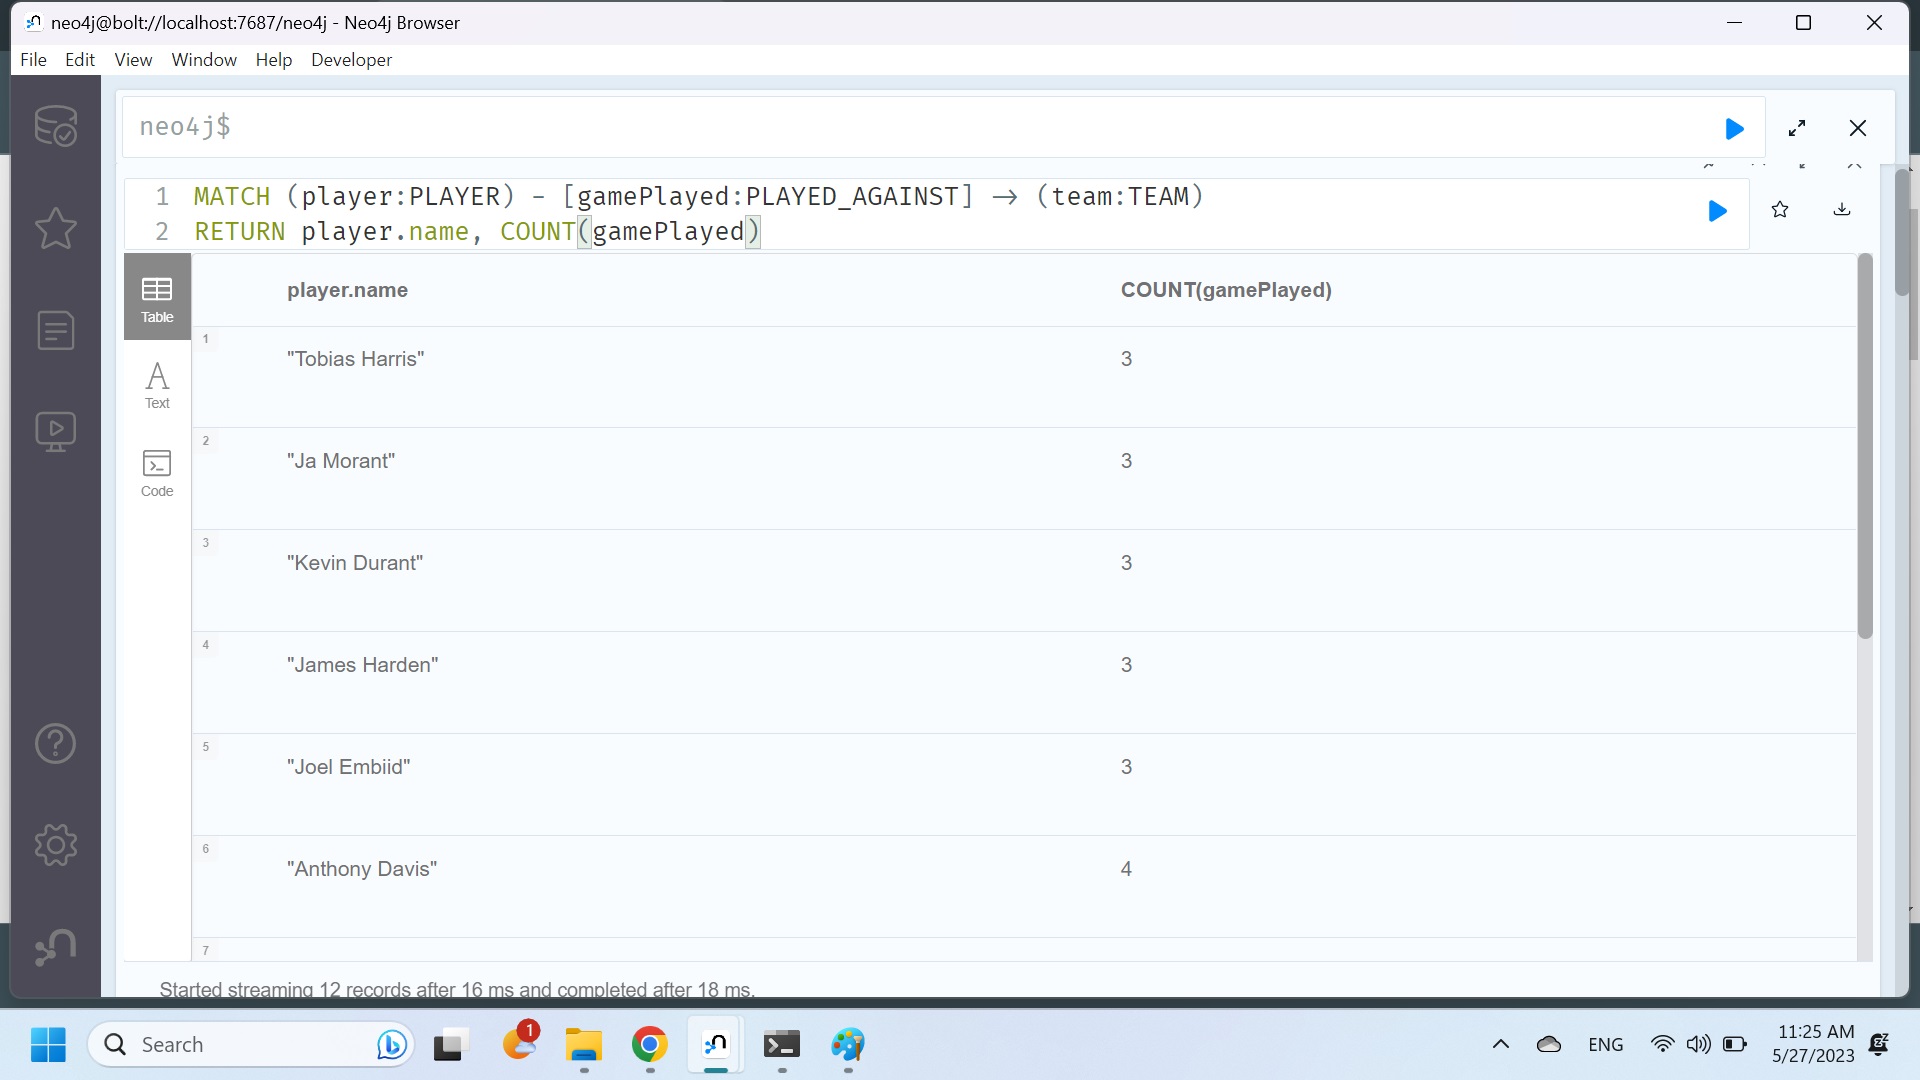 neo4j@bolt://localhost:7687/neo4j - Neo4j Browser
File Edit View Window Help Developer
neo4j$
1 MATCH (player:PLAYER) - [gamePlayed:PLAYED_AGAINST] -> (team:TEAM)
2 RETURN player.name, COUNT(gamePlayed)
Table
Text
Code
player.name COUNT(gamePlayed)
1 "Tobias Harris" 3
2 "Ja Morant" 3
3 "Kevin Durant" 3
4 "James Harden" 3
5 "Joel Embiid" 3
6 "Anthony Davis" 4
7
Started streaming 12 records after 16 ms and completed after 18 ms.
Search
1
ENG
11:25 AM
5/27/2023